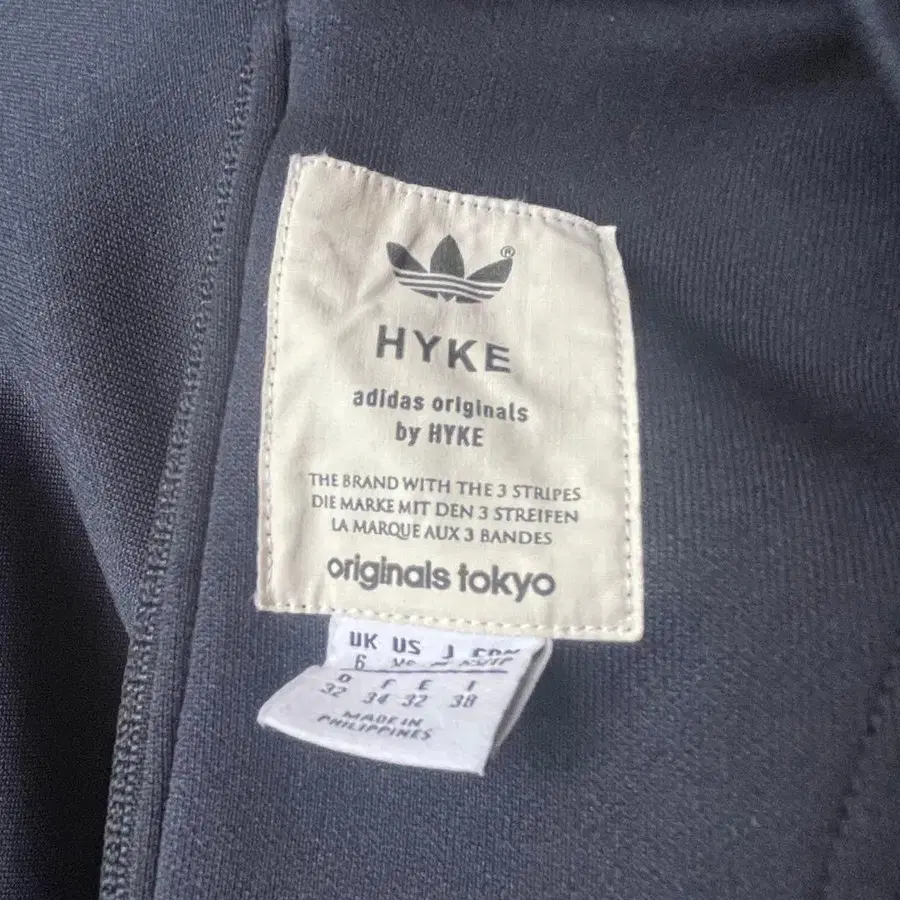 ®
HYKE
adidas originals
by HYKE
THE BRAND WITH THE 3 STRIPES
DIE MARKE MIT DEN 3 STREIFEN
LA MARQUE AUX 3 BANDES
originals tokyo
UK US J
6
D F E I
32 34 32 38
MADE IN
PHILIPPINES